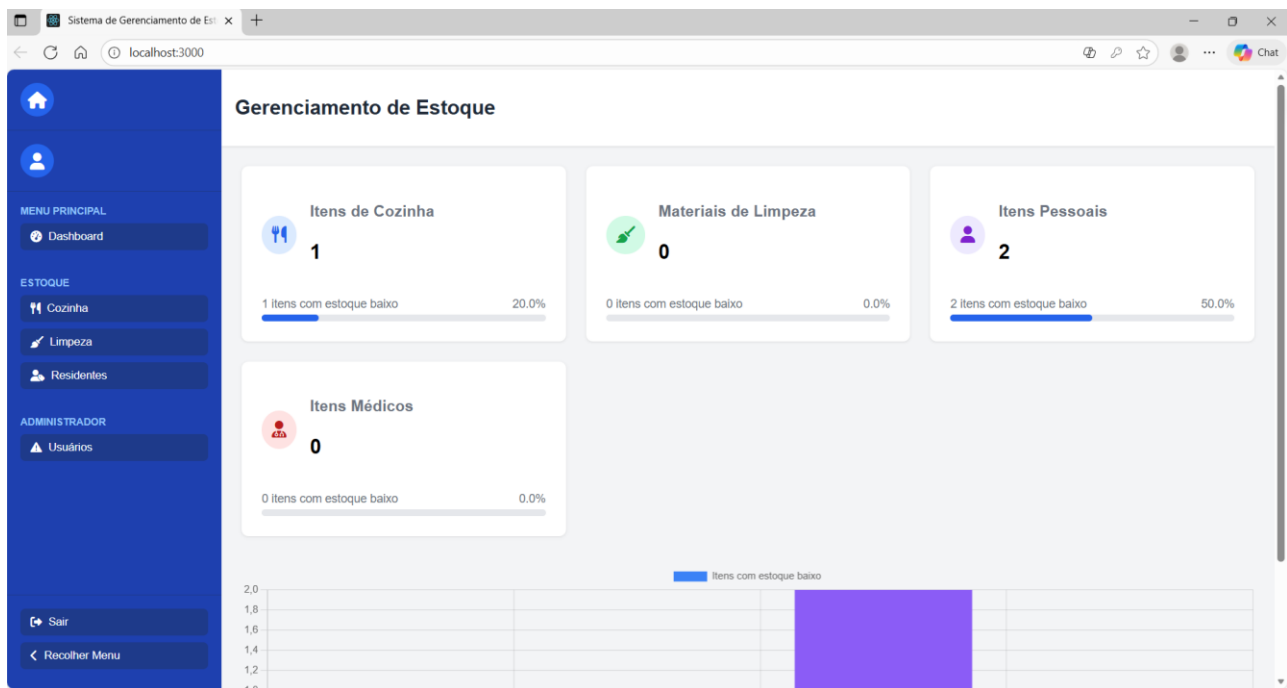 Sistema de Gerenciamento de Est
localhost:3000
Chat
Gerenciamento de Estoque
MENU PRINCIPAL
Dashboard
ESTOQUE
Cozinha
Limpeza
Residentes
ADMINISTRADOR
Usuários
Sair
Recolher Menu
Itens de Cozinha
1
1 itens com estoque baixo 20.0%
Materiais de Limpeza
0
0 itens com estoque baixo 0.0%
Itens Pessoais
2
2 itens com estoque baixo 50.0%
Itens Médicos
0
0 itens com estoque baixo 0.0%
Itens com estoque baixo
2,0
1,8
1,6
1,4
1,2